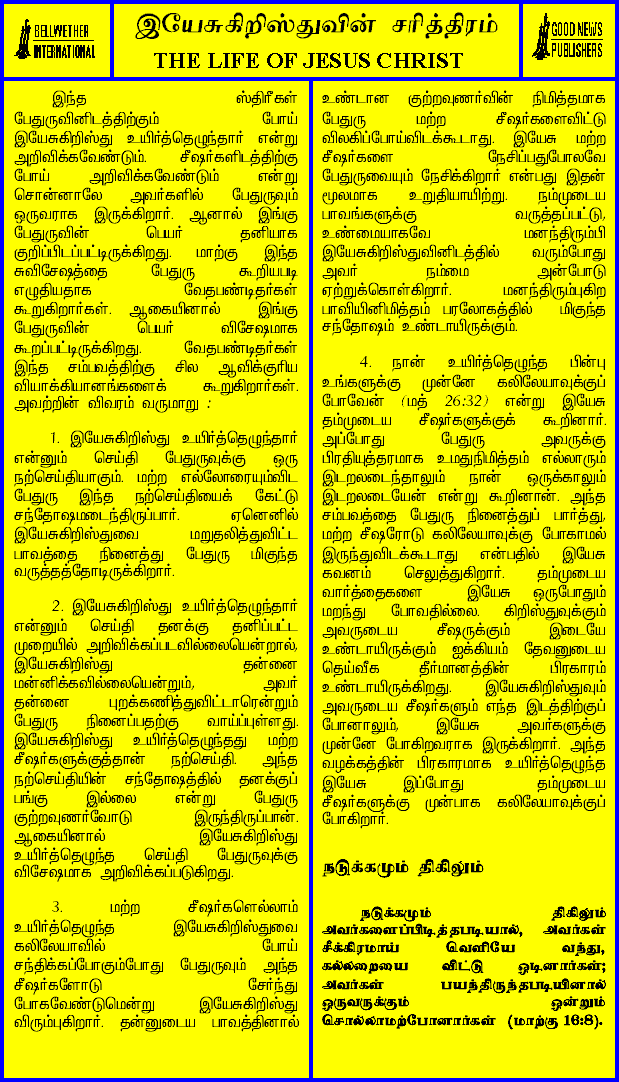 BELLWETHER
INTERNATIONAL
இயேசுகிறிஸ்துவின் சரித்திரம்
THE LIFE OF JESUS CHRIST
GOOD NEWS
PUBLISHERS
இந்த ஸ்திரீகள்
பேதுருவினிடத்திற்கும் போய்
இயேசுகிறிஸ்து உயிர்த்தெழுந்தார் என்று
அறிவிக்கவேண்டும். சீஷர்களிடத்திற்கு
போய் அறிவிக்கவேண்டும் என்று
சொன்னாலே அவர்களில் பேதுருவும்
ஒருவராக இருக்கிறார். ஆனால் இங்கு
பேதுருவின் பெயர் தனியாக
குறிப்பிடப்பட்டிருக்கிறது. மாற்கு இந்த
சுவிசேஷத்தை பேதுரு கூறியபடி
எழுதியதாக வேதபண்டிதர்கள்
கூறுகிறார்கள். ஆகையினால் இங்கு
பேதுருவின் பெயர் விசேஷமாக
கூறப்பட்டிருக்கிறது. வேதபண்டிதர்கள்
இந்த சம்பவத்திற்கு சில ஆவிக்குரிய
வியாக்கியானங்களைக் கூறுகிறார்கள்.
அவற்றின் விவரம் வருமாறு :
1. இயேசுகிறிஸ்து உயிர்த்தெழுந்தார்
என்னும் செய்தி பேதுருவுக்கு ஒரு
நற்செய்தியாகும். மற்ற எல்லோரையும்விட
பேதுரு இந்த நற்செய்தியைக் கேட்டு
சந்தோஷமடைந்திருப்பார். ஏனெனில்
இயேசுகிறிஸ்துவை மறுதலித்துவிட்ட
பாவத்தை நினைத்து பேதுரு மிகுந்த
வருத்தத்தோடிருக்கிறார்.
2. இயேசுகிறிஸ்து உயிர்த்தெழுந்தார்
என்னும் செய்தி தனக்கு தனிப்பட்ட
முறையில் அறிவிக்கப்படவில்லையென்றால்,
இயேசுகிறிஸ்து தன்னை
மன்னிக்கவில்லையென்றும், அவர்
தன்னை புறக்கணித்துவிட்டாரென்றும்
பேதுரு நினைப்பதற்கு வாய்ப்புள்ளது.
இயேசுகிறிஸ்து உயிர்த்தெழுந்தது மற்ற
சீஷர்களுக்குத்தான் நற்செய்தி. அந்த
நற்செய்தியின் சந்தோஷத்தில் தனக்குப்
பங்கு இல்லை என்று பேதுரு
குற்றவுணர்வோடு இருந்திருப்பான்.
ஆகையினால் இயேசுகிறிஸ்து
உயிர்த்தெழுந்த செய்தி பேதுருவுக்கு
விசேஷமாக அறிவிக்கப்படுகிறது.
3. மற்ற சீஷர்களெல்லாம்
உயிர்த்தெழுந்த இயேசுகிறிஸ்துவை
கலிலேயாவில் போய்
சந்திக்கப்போகும்போது பேதுருவும் அந்த
சீஷர்களோடு சேர்ந்து
போகவேண்டுமென்று இயேசுகிறிஸ்து
விரும்புகிறார். தன்னுடைய பாவத்தினால்
உண்டான குற்றவுணர்வின் நிமித்தமாக
பேதுரு மற்ற சீஷர்களைவிட்டு
விலகிப்போய்விடக்கூடாது. இயேசு மற்ற
சீஷர்களை நேசிப்பதுபோலவே
பேதுருவையும் நேசிக்கிறார் என்பது இதன்
மூலமாக உறுதியாயிற்று. நம்முடைய
பாவங்களுக்கு வருத்தப்பட்டு,
உண்மையாகவே மனந்திரும்பி
இயேசுகிறிஸ்துவினிடத்தில் வரும்போது
அவர் நம்மை அன்போடு
ஏற்றுக்கொள்கிறார். மனந்திரும்புகிற
பாவியினிமித்தம் பரலோகத்தில் மிகுந்த
சந்தோஷம் உண்டாயிருக்கும்.
4. நான் உயிர்த்தெழுந்த பின்பு
உங்களுக்கு முன்னே கலிலேயாவுக்குப்
போவேன் (மத் 26:32) என்று இயேசு
தம்முடைய சீஷர்களுக்குக் கூறினார்.
அப்போது பேதுரு அவருக்கு
பிரதியுத்தரமாக உமதுநிமித்தம் எல்லாரும்
இடறலடைந்தாலும் நான் ஒருக்காலும்
இடறலடையேன் என்று கூறினான். அந்த
சம்பவத்தை பேதுரு நினைத்துப் பார்த்து,
மற்ற சீஷரோடு கலிலேயாவுக்கு போகாமல்
இருந்துவிடக்கூடாது என்பதில் இயேசு
கவனம் செலுத்துகிறார். தம்முடைய
வார்த்தைகளை இயேசு ஒருபோதும்
மறந்து போவதில்லை. கிறிஸ்துவுக்கும்
அவருடைய சீஷருக்கும் இடையே
உண்டாயிருக்கும் ஐக்கியம் தேவனுடைய
தெய்வீக தீர்மானத்தின் பிரகாரம்
உண்டாயிருக்கிறது. இயேசுகிறிஸ்துவும்
அவருடைய சீஷர்களும் எந்த இடத்திற்குப்
போனாலும், இயேசு அவர்களுக்கு
முன்னே போகிறவராக இருக்கிறார். அந்த
வழக்கத்தின் பிரகாரமாக உயிர்த்தெழுந்த
இயேசு இப்போது தம்முடைய
சீஷர்களுக்கு முன்பாக கலிலேயாவுக்குப்
போகிறார்.
நடுக்கமும் திகிலும்
நடுக்கமும் திகிலும்
அவர்களைப்பிடித்தபடியால், அவர்கள்
சீக்கிரமாய் வெளியே வந்து,
கல்லறையை விட்டு ஓடினார்கள்;
அவர்கள் பயந்திருந்தபடியினால்
ஒருவருக்கும் ஒன்றும்
சொல்லாமற்போனார்கள் (மாற்கு 16:8).